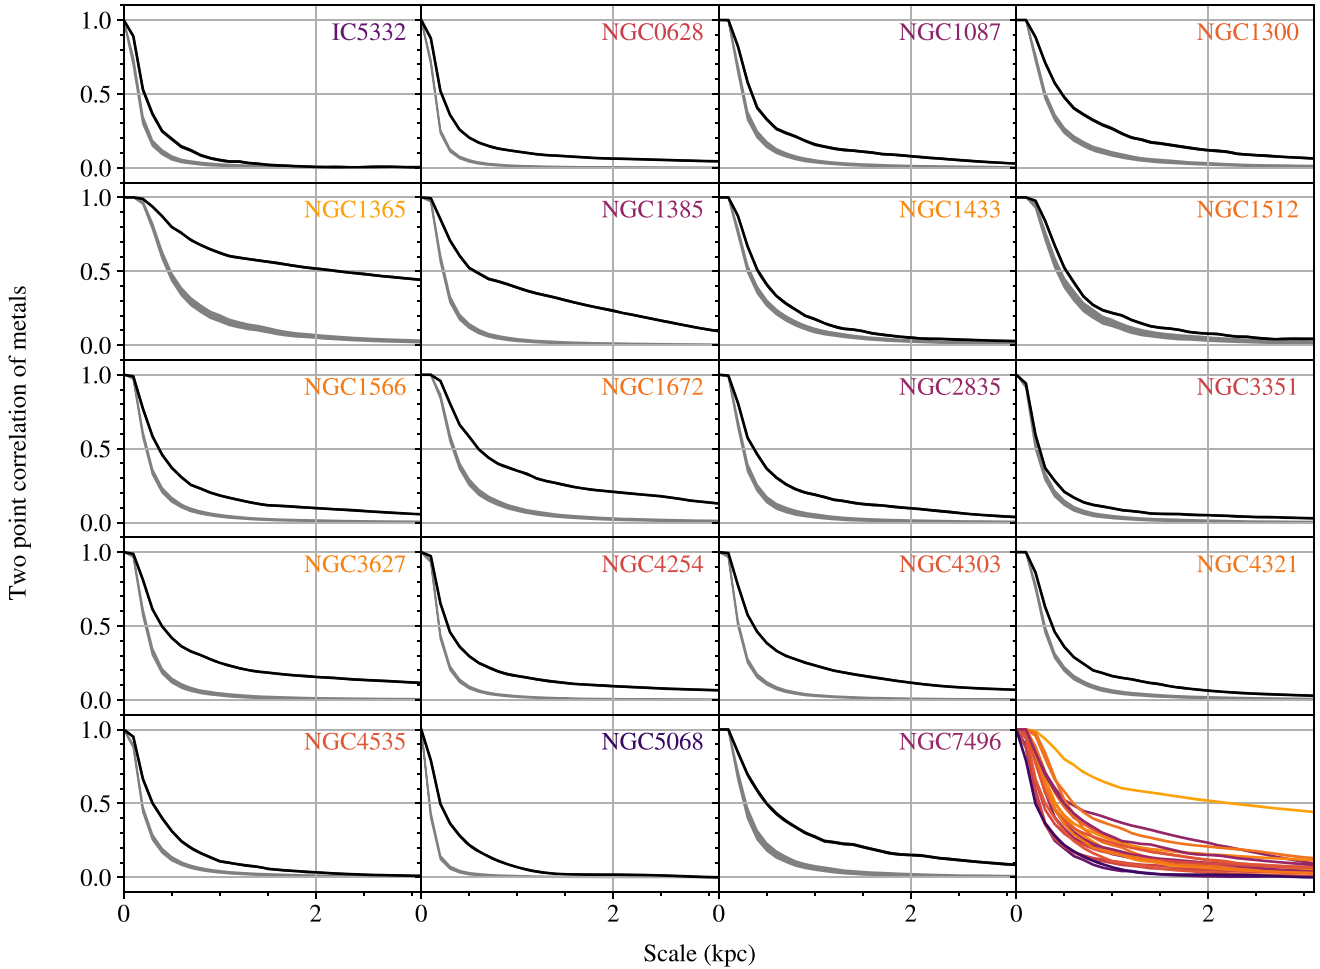 1.0 IC5332 NGC0628 NGC1087 NGC1300
0.5
0.0
1.0 NGC1365 NGC1385 NGC1433 NGC1512
0.5
0.0
1.0 NGC1566 NGC1672 NGC2835 NGC3351
0.5
0.0
1.0 NGC3627 NGC4254 NGC4303 NGC4321
0.5
0.0
1.0 NGC4535 NGC5068 NGC7496
0.5
0.0
0 2 0 2 0 2 0 2
Scale (kpc)
Two point correlation of metals